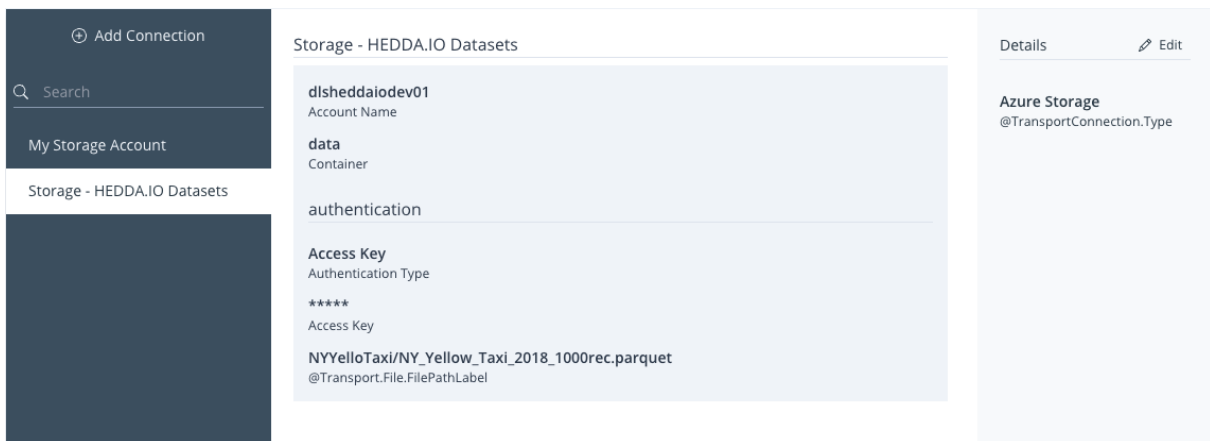 Add Connection
Search
My Storage Account
Storage - HEDDA.IO Datasets
Storage - HEDDA.IO Datasets
dlsheddaiodev01
Account Name
data
Container
authentication
Access Key
Authentication Type
*****
Access Key
NYYelloTaxi/NY_Yellow_Taxi_2018_1000rec.parquet
@Transport.File.FilePathLabel
Details
Edit
Azure Storage
@TransportConnection.Type